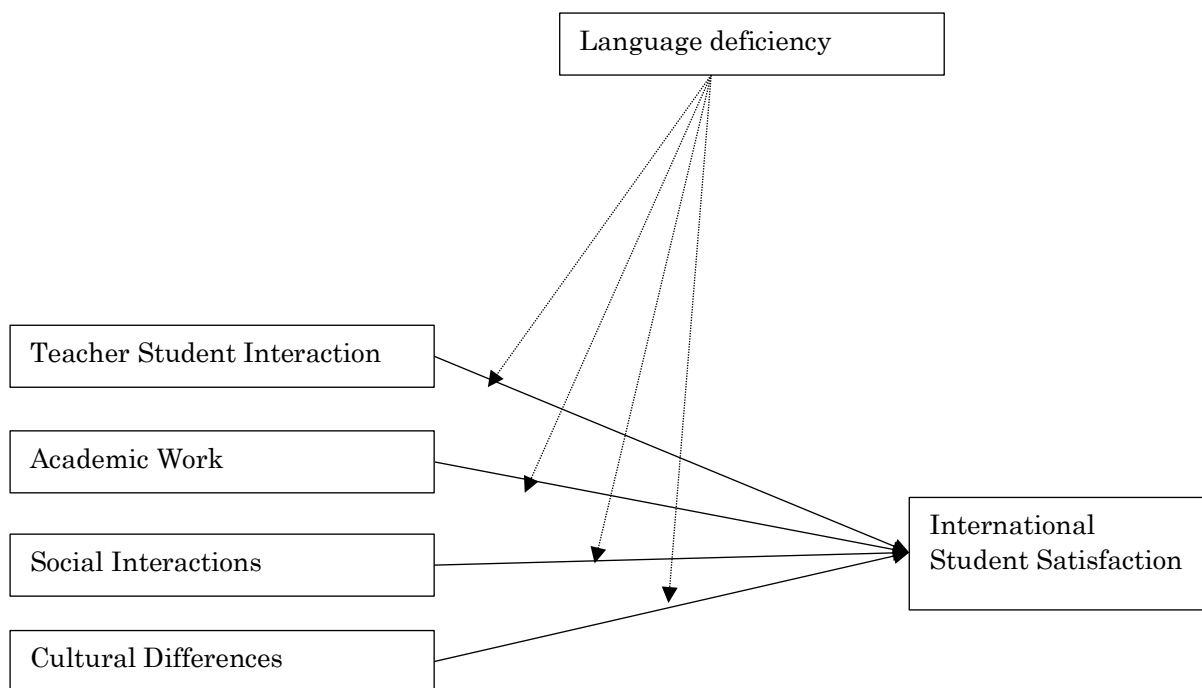 Language deficiency
Teacher Student Interaction
Academic Work
Social Interactions
Cultural Differences
International
Student Satisfaction